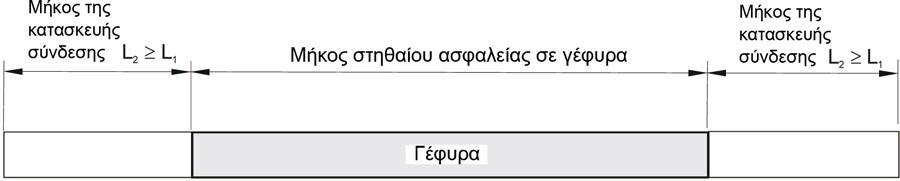 Μήκος της
κατασκευής
σύνδεσης L₂ ≥ L₁
Μήκος στηθαίου ασφαλείας σε γέφυρα
Μήκος της
κατασκευής
σύνδεσης L₂ ≥ L₁
Γέφυρα